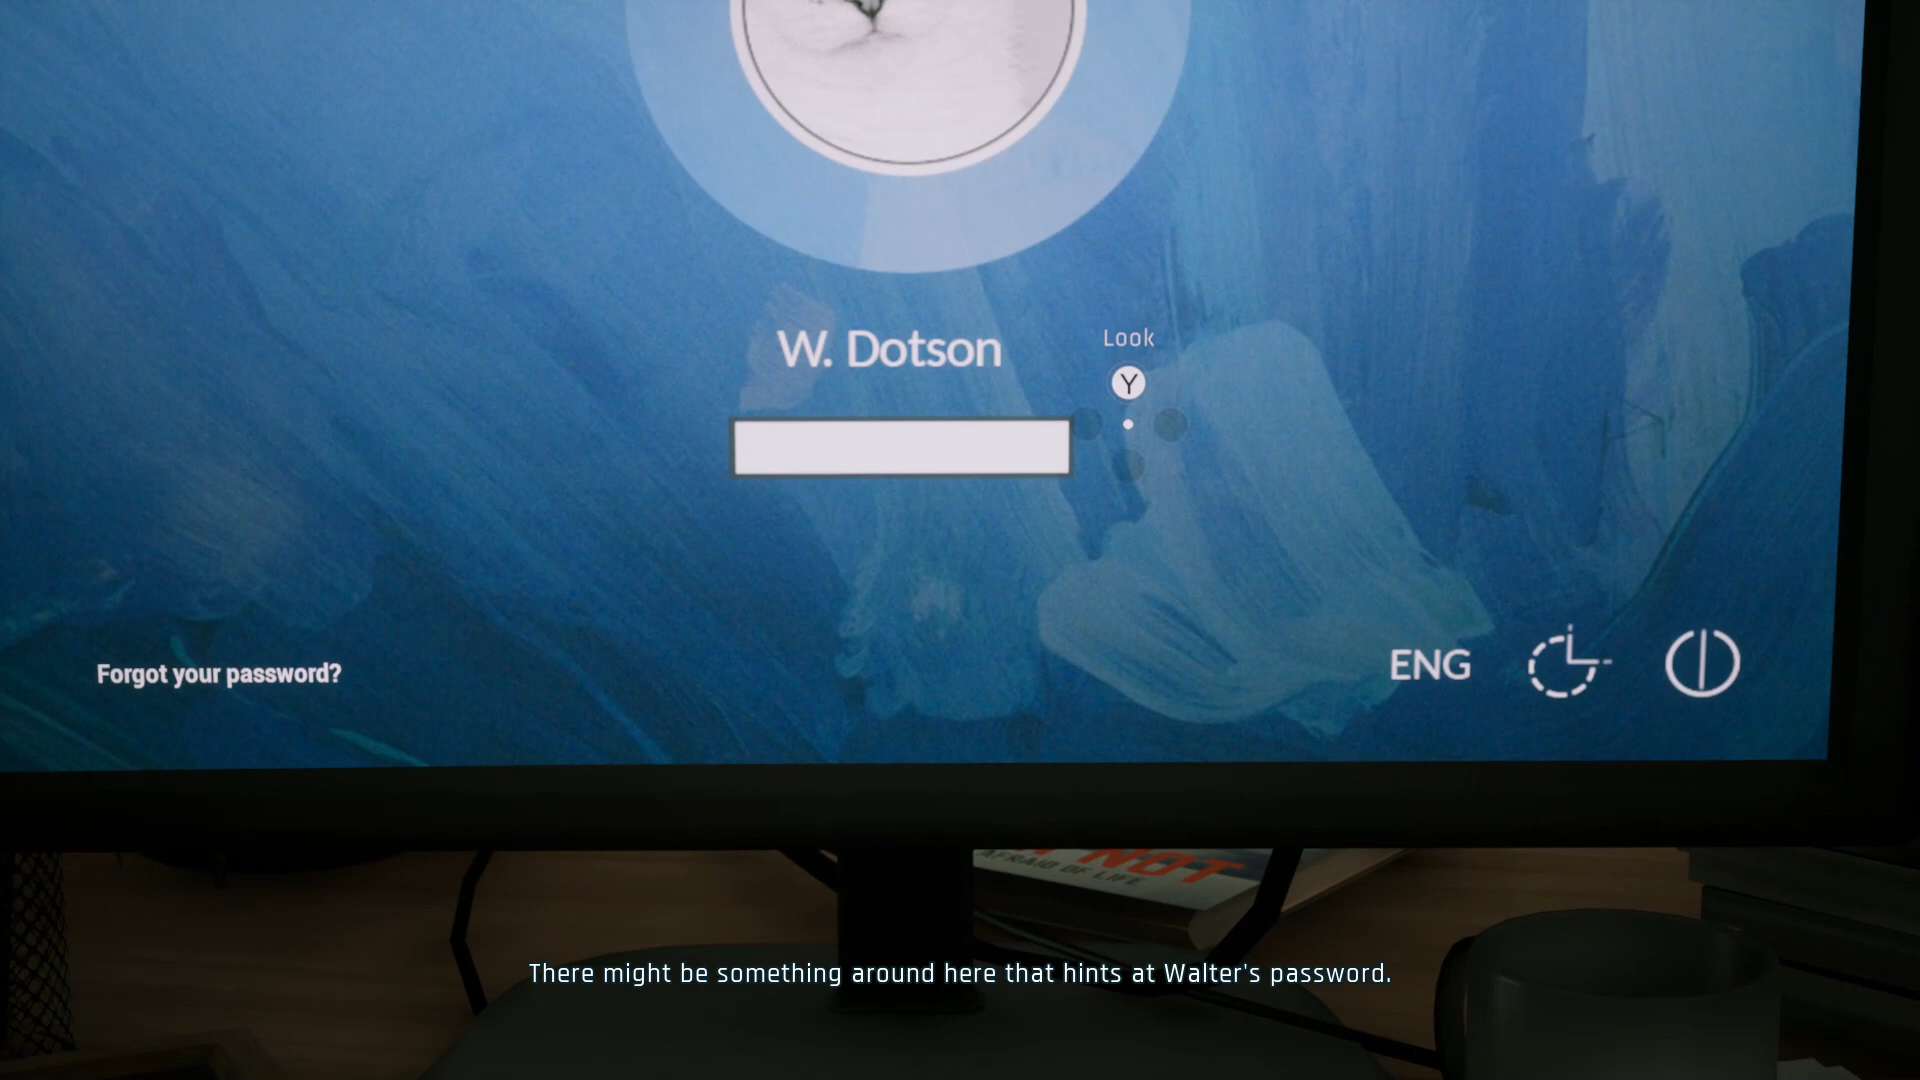 W. Dotson
Look
Y
Forgot your password?
ENG
NOT
AFRAID OF LIFE
There might be something around here that hints at Walter's password.